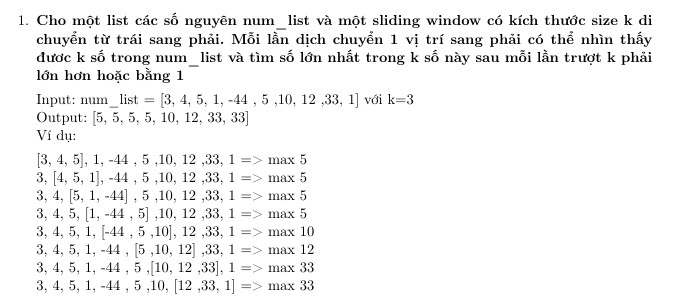 1. Cho một list các số nguyên num_list và một sliding window có kích thước size k di
chuyển từ trái sang phải. Mỗi lần dịch chuyển 1 vị trí sang phải có thể nhìn thấy
đươc k số trong num_list và tìm số lớn nhất trong k số này sau mỗi lần trượt k phải
lớn hơn hoặc bằng 1
Input: num_list = [3, 4, 5, 1, -44 , 5 ,10, 12 ,33, 1] với k=3
Output: [5, 5, 5, 5, 10, 12, 33, 33]
Ví dụ:
[3, 4, 5], 1, -44 , 5 ,10, 12 ,33, 1 => max 5
3, [4, 5, 1], -44 , 5 ,10, 12 ,33, 1 => max 5
3, 4, [5, 1, -44] , 5 ,10, 12 ,33, 1 => max 5
3, 4, 5, [1, -44 , 5] ,10, 12 ,33, 1 => max 5
3, 4, 5, 1, [-44 , 5 ,10], 12 ,33, 1 => max 10
3, 4, 5, 1, -44 , [5 ,10, 12] ,33, 1 => max 12
3, 4, 5, 1, -44 , 5 ,[10, 12 ,33], 1 => max 33
3, 4, 5, 1, -44 , 5 ,10, [12 ,33, 1] => max 33